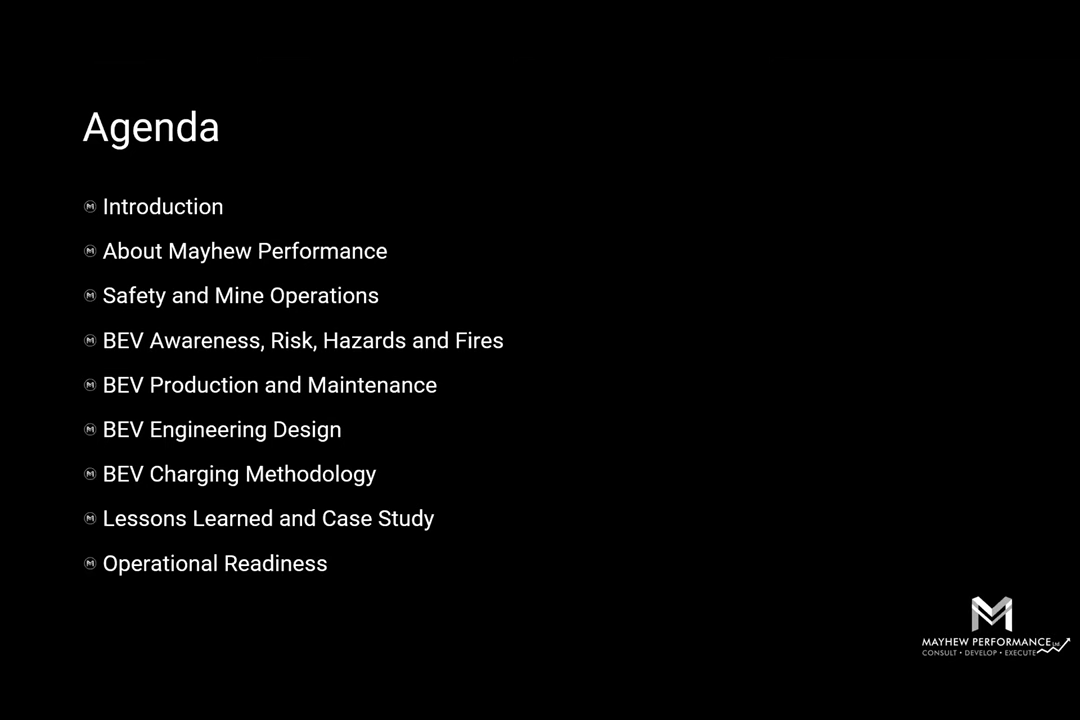 Agenda
Introduction
About Mayhew Performance
Safety and Mine Operations
BEV Awareness, Risk, Hazards and Fires
BEV Production and Maintenance
BEV Engineering Design
BEV Charging Methodology
Lessons Learned and Case Study
Operational Readiness
MAYHEW PERFORMANCE Ltd.
CONSULT • DEVELOP • EXECUTE